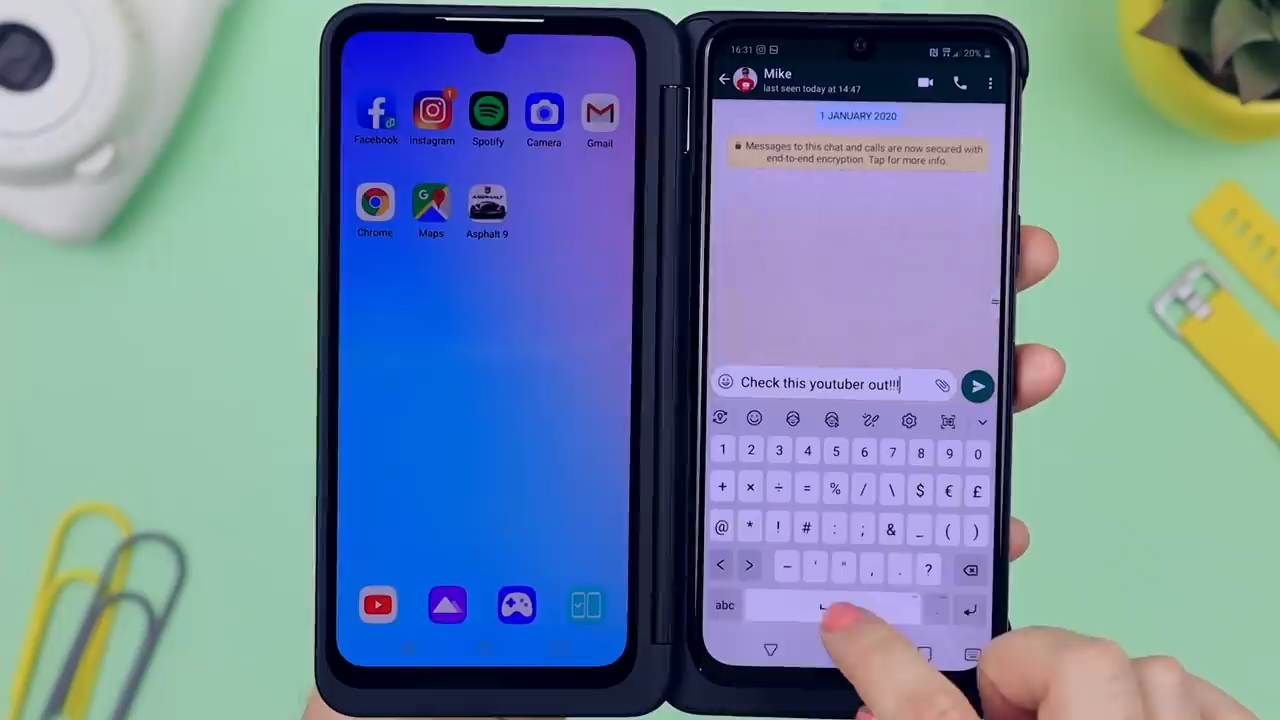 Facebook
Instagram
1
Spotify
Camera
Gmail
Chrome
Maps
ASPHALT
Asphalt 9
16:31
20%
Mike
last seen today at 14:47
1 JANUARY 2020
Messages to this chat and calls are now secured with
end-to-end encryption. Tap for more info.
Check this youtuber out!!!
1 2 3 4 5 6 7 8 9 0
+ × ÷ = % / \ $ € £
@ * ! # : ; & _ ( )
< > - ' " , . ?
abc .